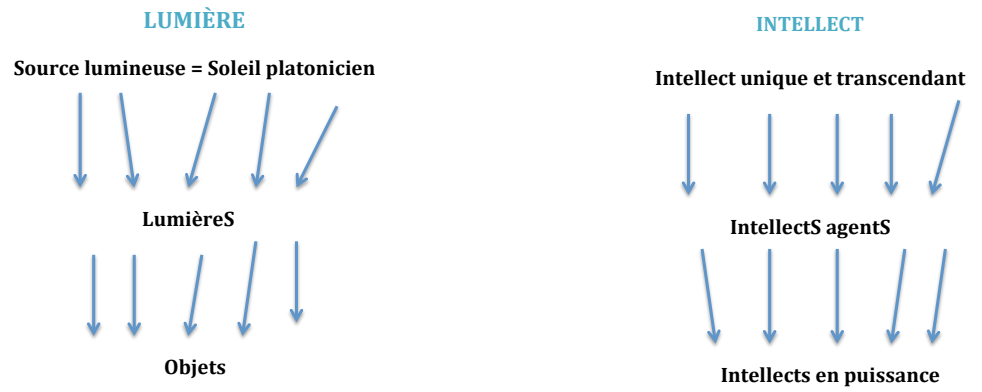 LUMIÈRE
Source lumineuse = Soleil platonicien
LumièreS
Objets
INTELLECT
Intellect unique et transcendant
IntellectS agentS
Intellects en puissance